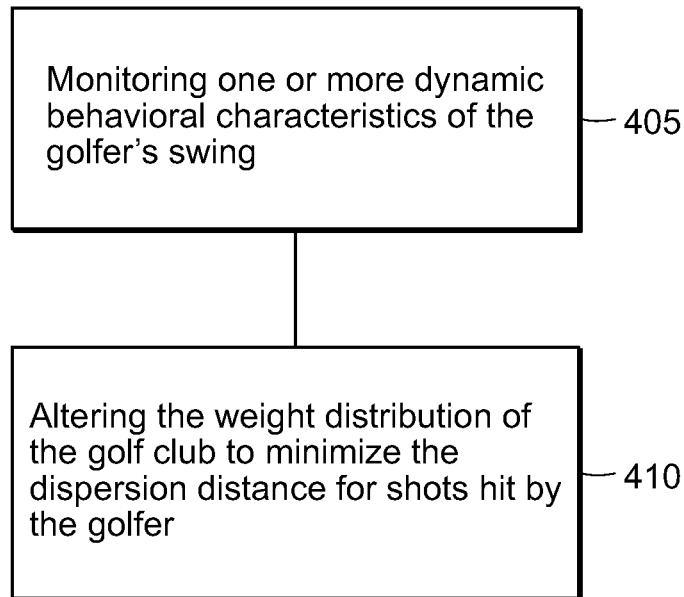 Monitoring one or more dynamic
behavioral characteristics of the
golfer's swing
405
Altering the weight distribution of
the golf club to minimize the
dispersion distance for shots hit by
the golfer
410